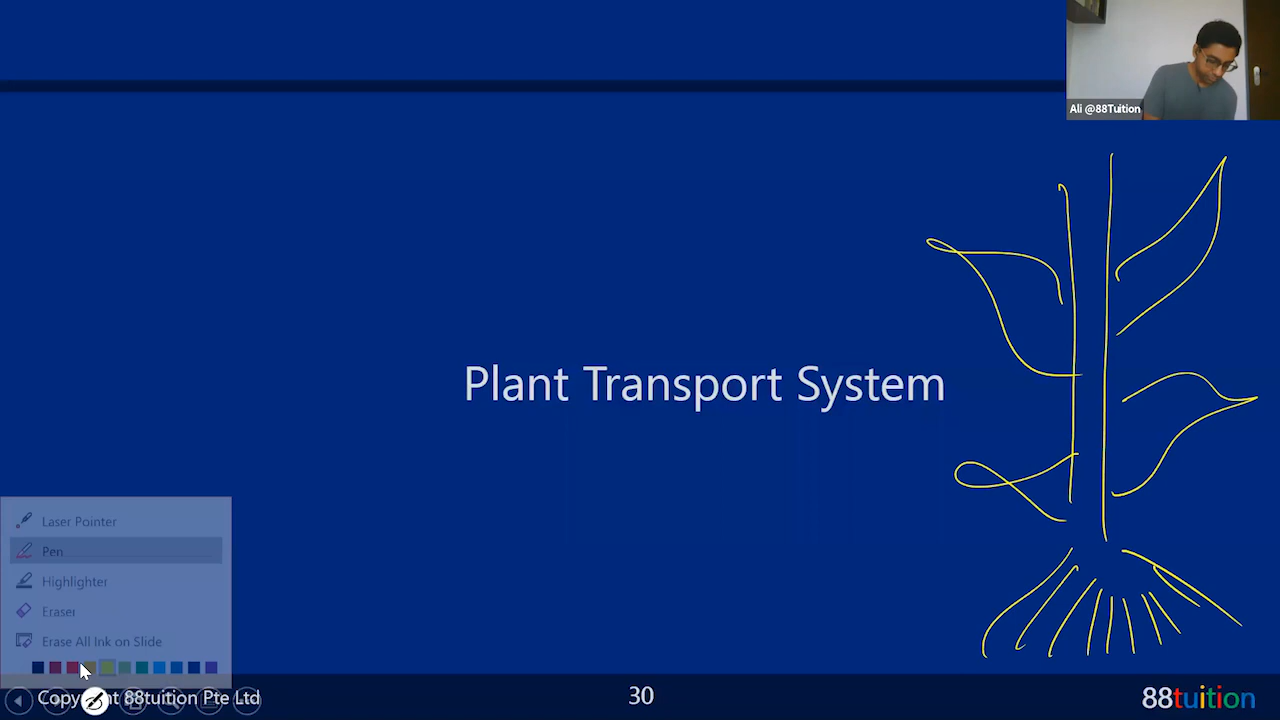 Ali @88Tuition
Plant Transport System
Laser Pointer
Pen
Highlighter
Eraser
Erase All Ink on Slide
88tuition Pte Ltd
30
88tuition